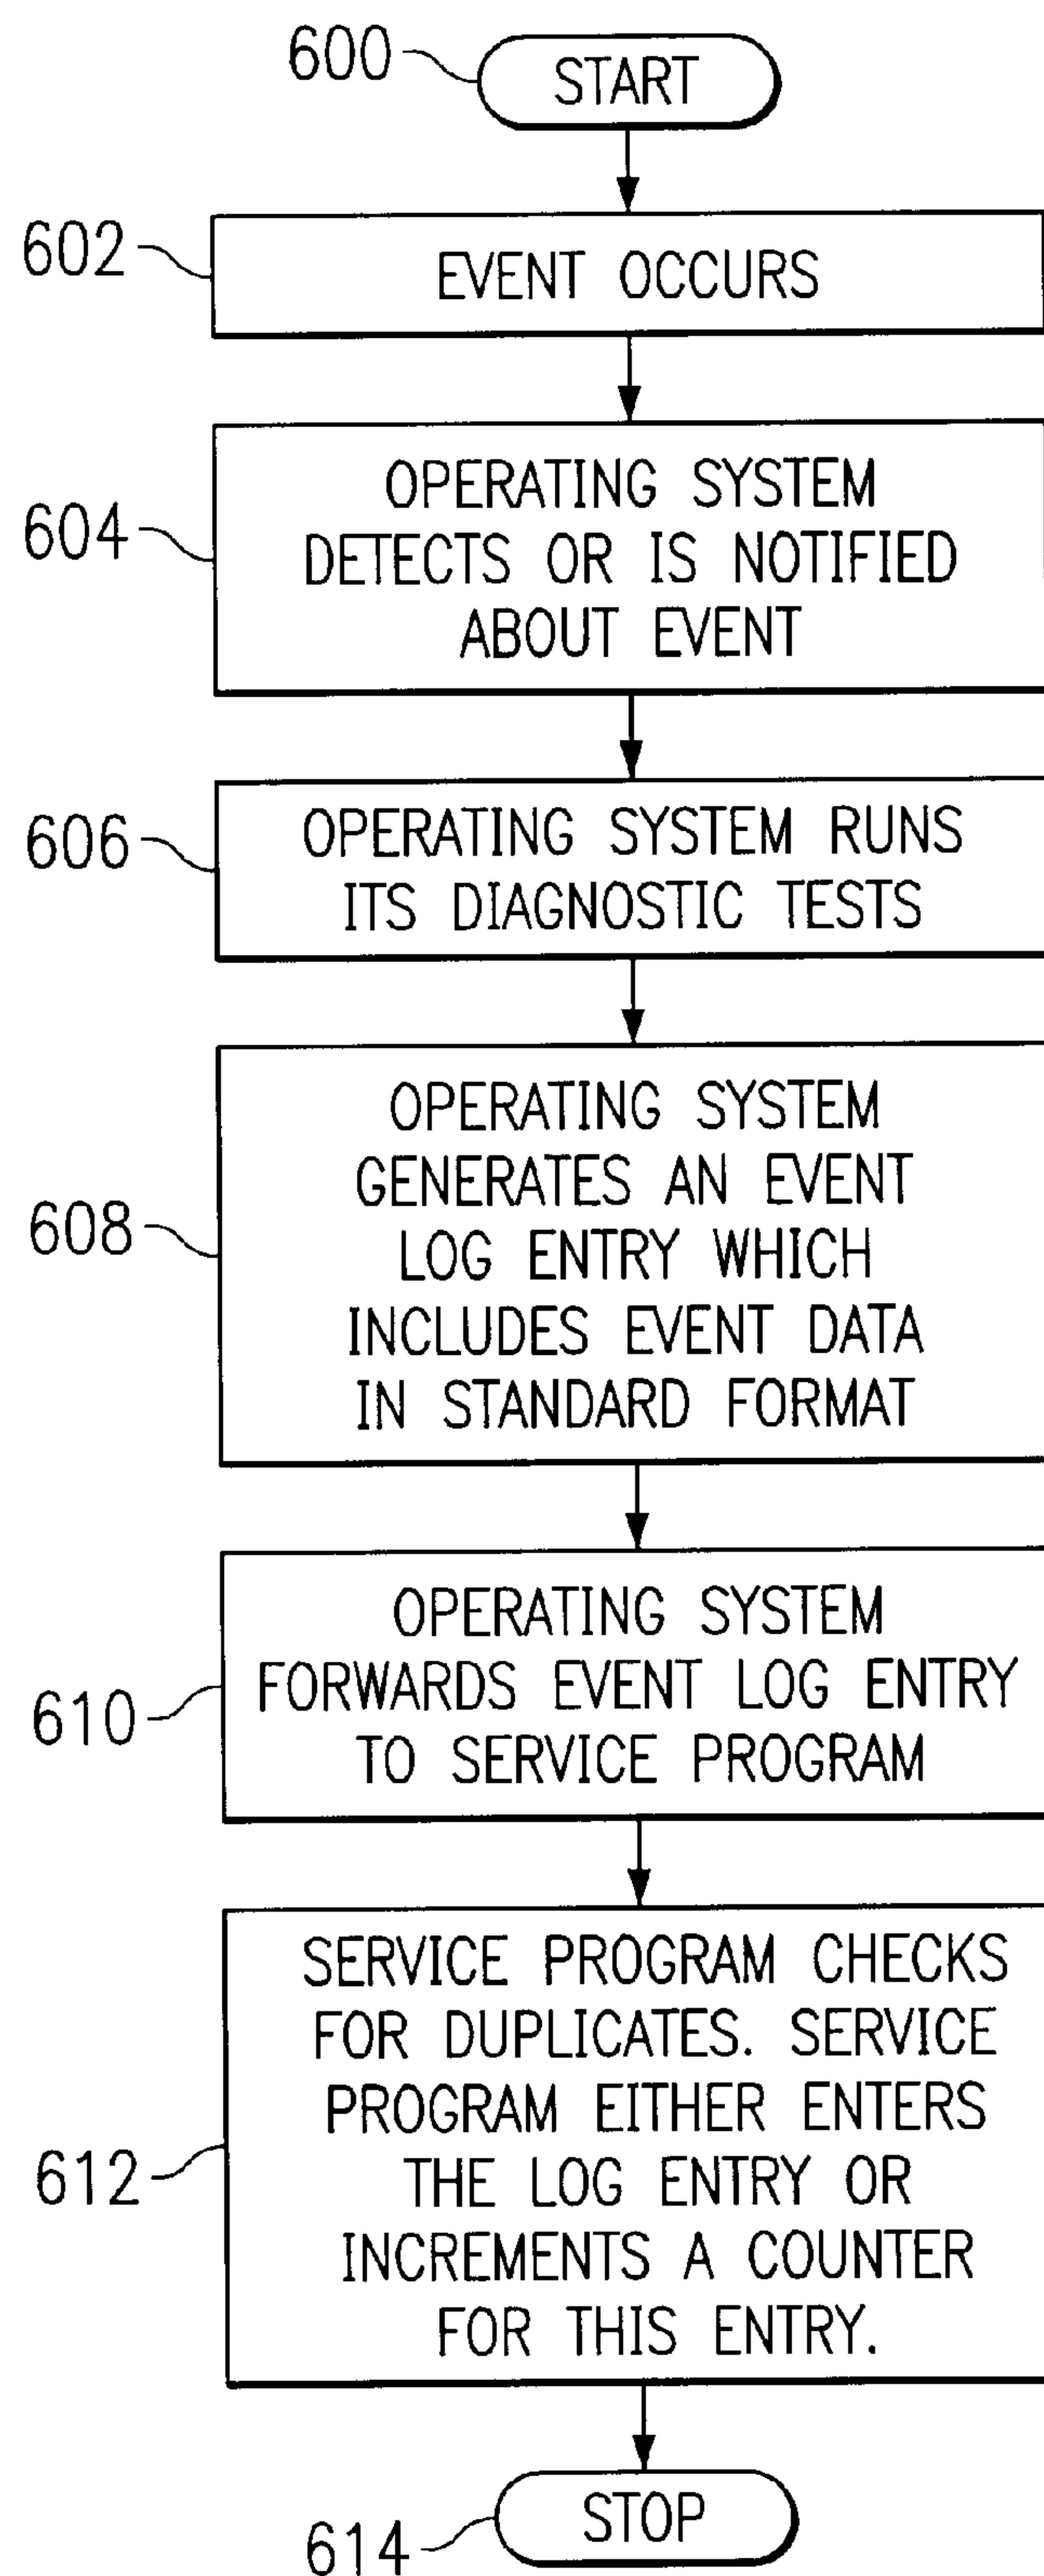 600
START
602
EVENT OCCURS
604
OPERATING SYSTEM
DETECTS OR IS NOTIFIED
ABOUT EVENT
606
OPERATING SYSTEM RUNS
ITS DIAGNOSTIC TESTS
608
OPERATING SYSTEM
GENERATES AN EVENT
LOG ENTRY WHICH
INCLUDES EVENT DATA
IN STANDARD FORMAT
610
OPERATING SYSTEM
FORWARDS EVENT LOG ENTRY
TO SERVICE PROGRAM
612
SERVICE PROGRAM CHECKS
FOR DUPLICATES. SERVICE
PROGRAM EITHER ENTERS
THE LOG ENTRY OR
INCREMENTS A COUNTER
FOR THIS ENTRY.
614
STOP